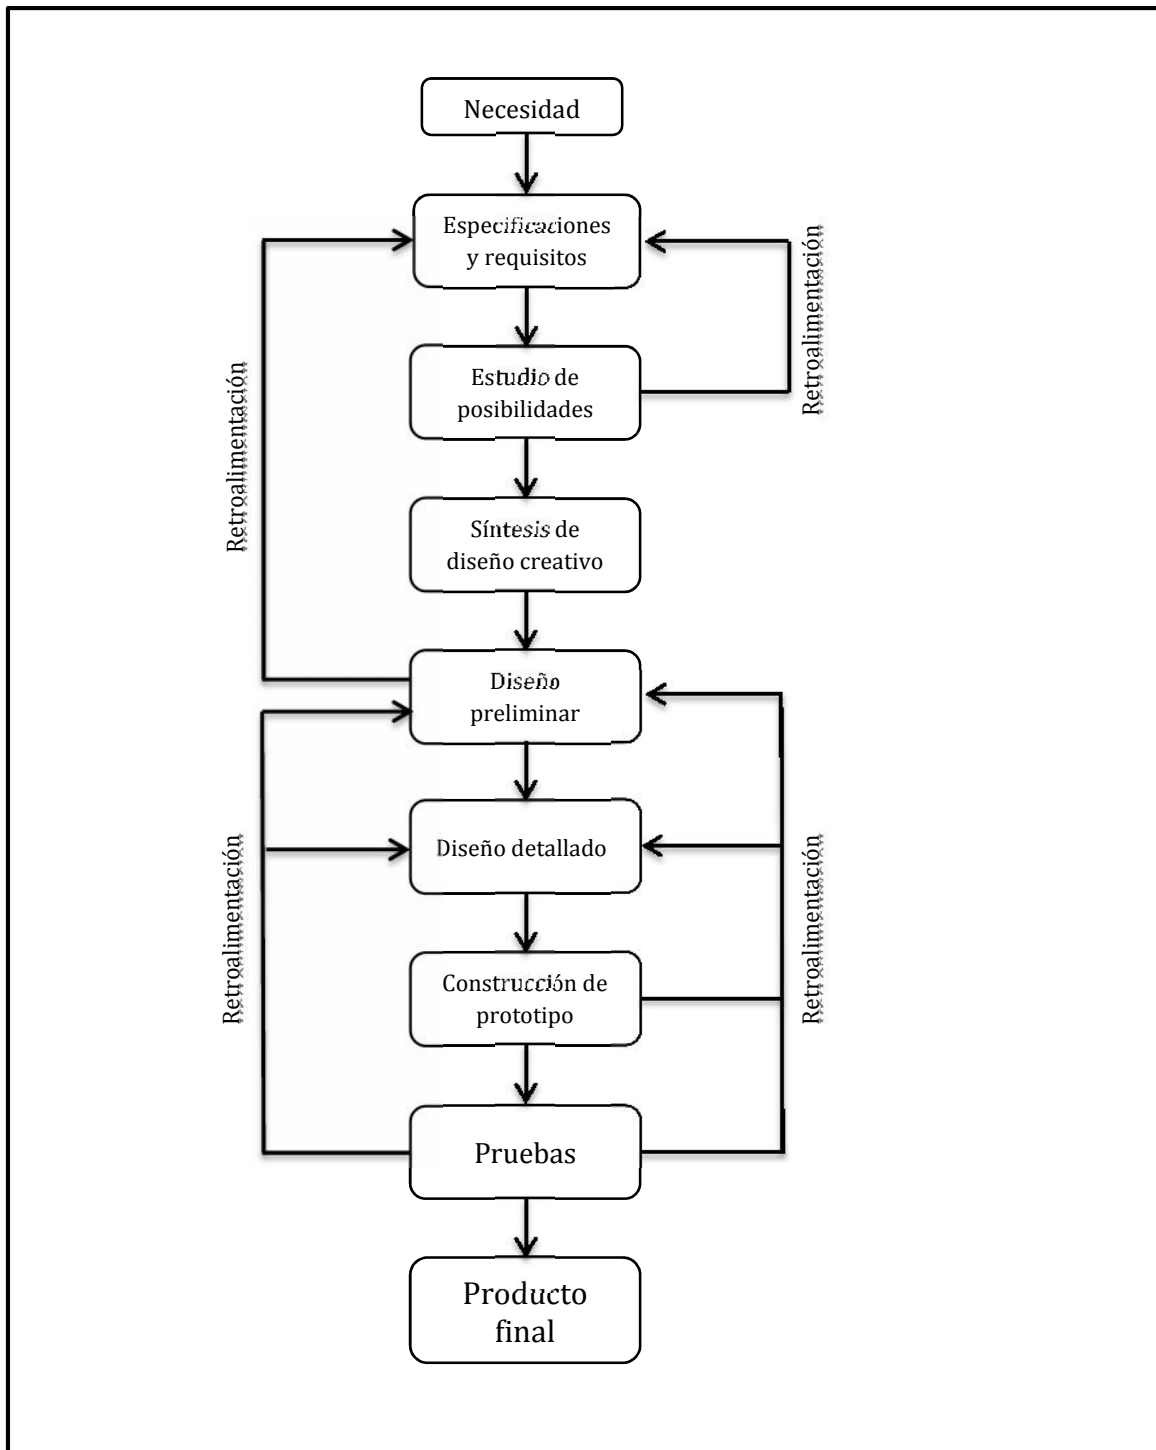 Necesidad
Especificaciones
y requisitos
Retroalimentación
Estudio de
posibilidades
Retroalimentación
Síntesis de
diseño creativo
Diseño
preliminar
Diseño detallado
Retroalimentación
Retroalimentación
Construcción de
prototipo
Pruebas
Producto
final